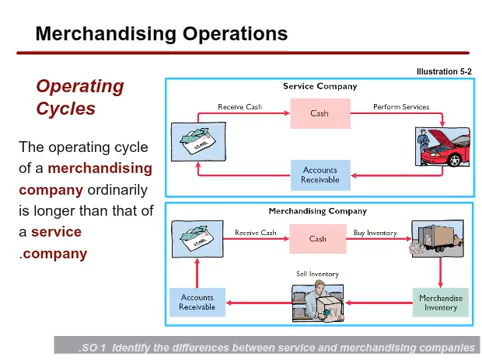 Merchandising Operations
Illustration 5-2
Operating
Cycles
The operating cycle
of a merchandising
company ordinarily
is longer than that of
a service
.company
Service Company
Receive Cash
Cash
Perform Services
Accounts
Receivable
Merchandising Company
Receive Cash
Cash
Buy Inventory
Sell Inventory
Accounts
Receivable
Merchandise
Inventory
.SO 1 Identify the differences between service and merchandising companies